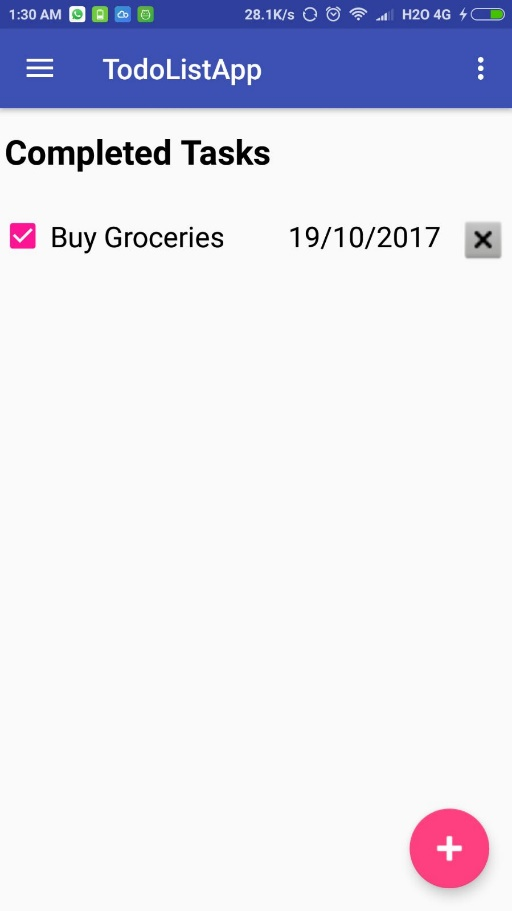 1:30 AM 28.1K/s H2O 4G
TodoListApp
Completed Tasks
Buy Groceries 19/10/2017